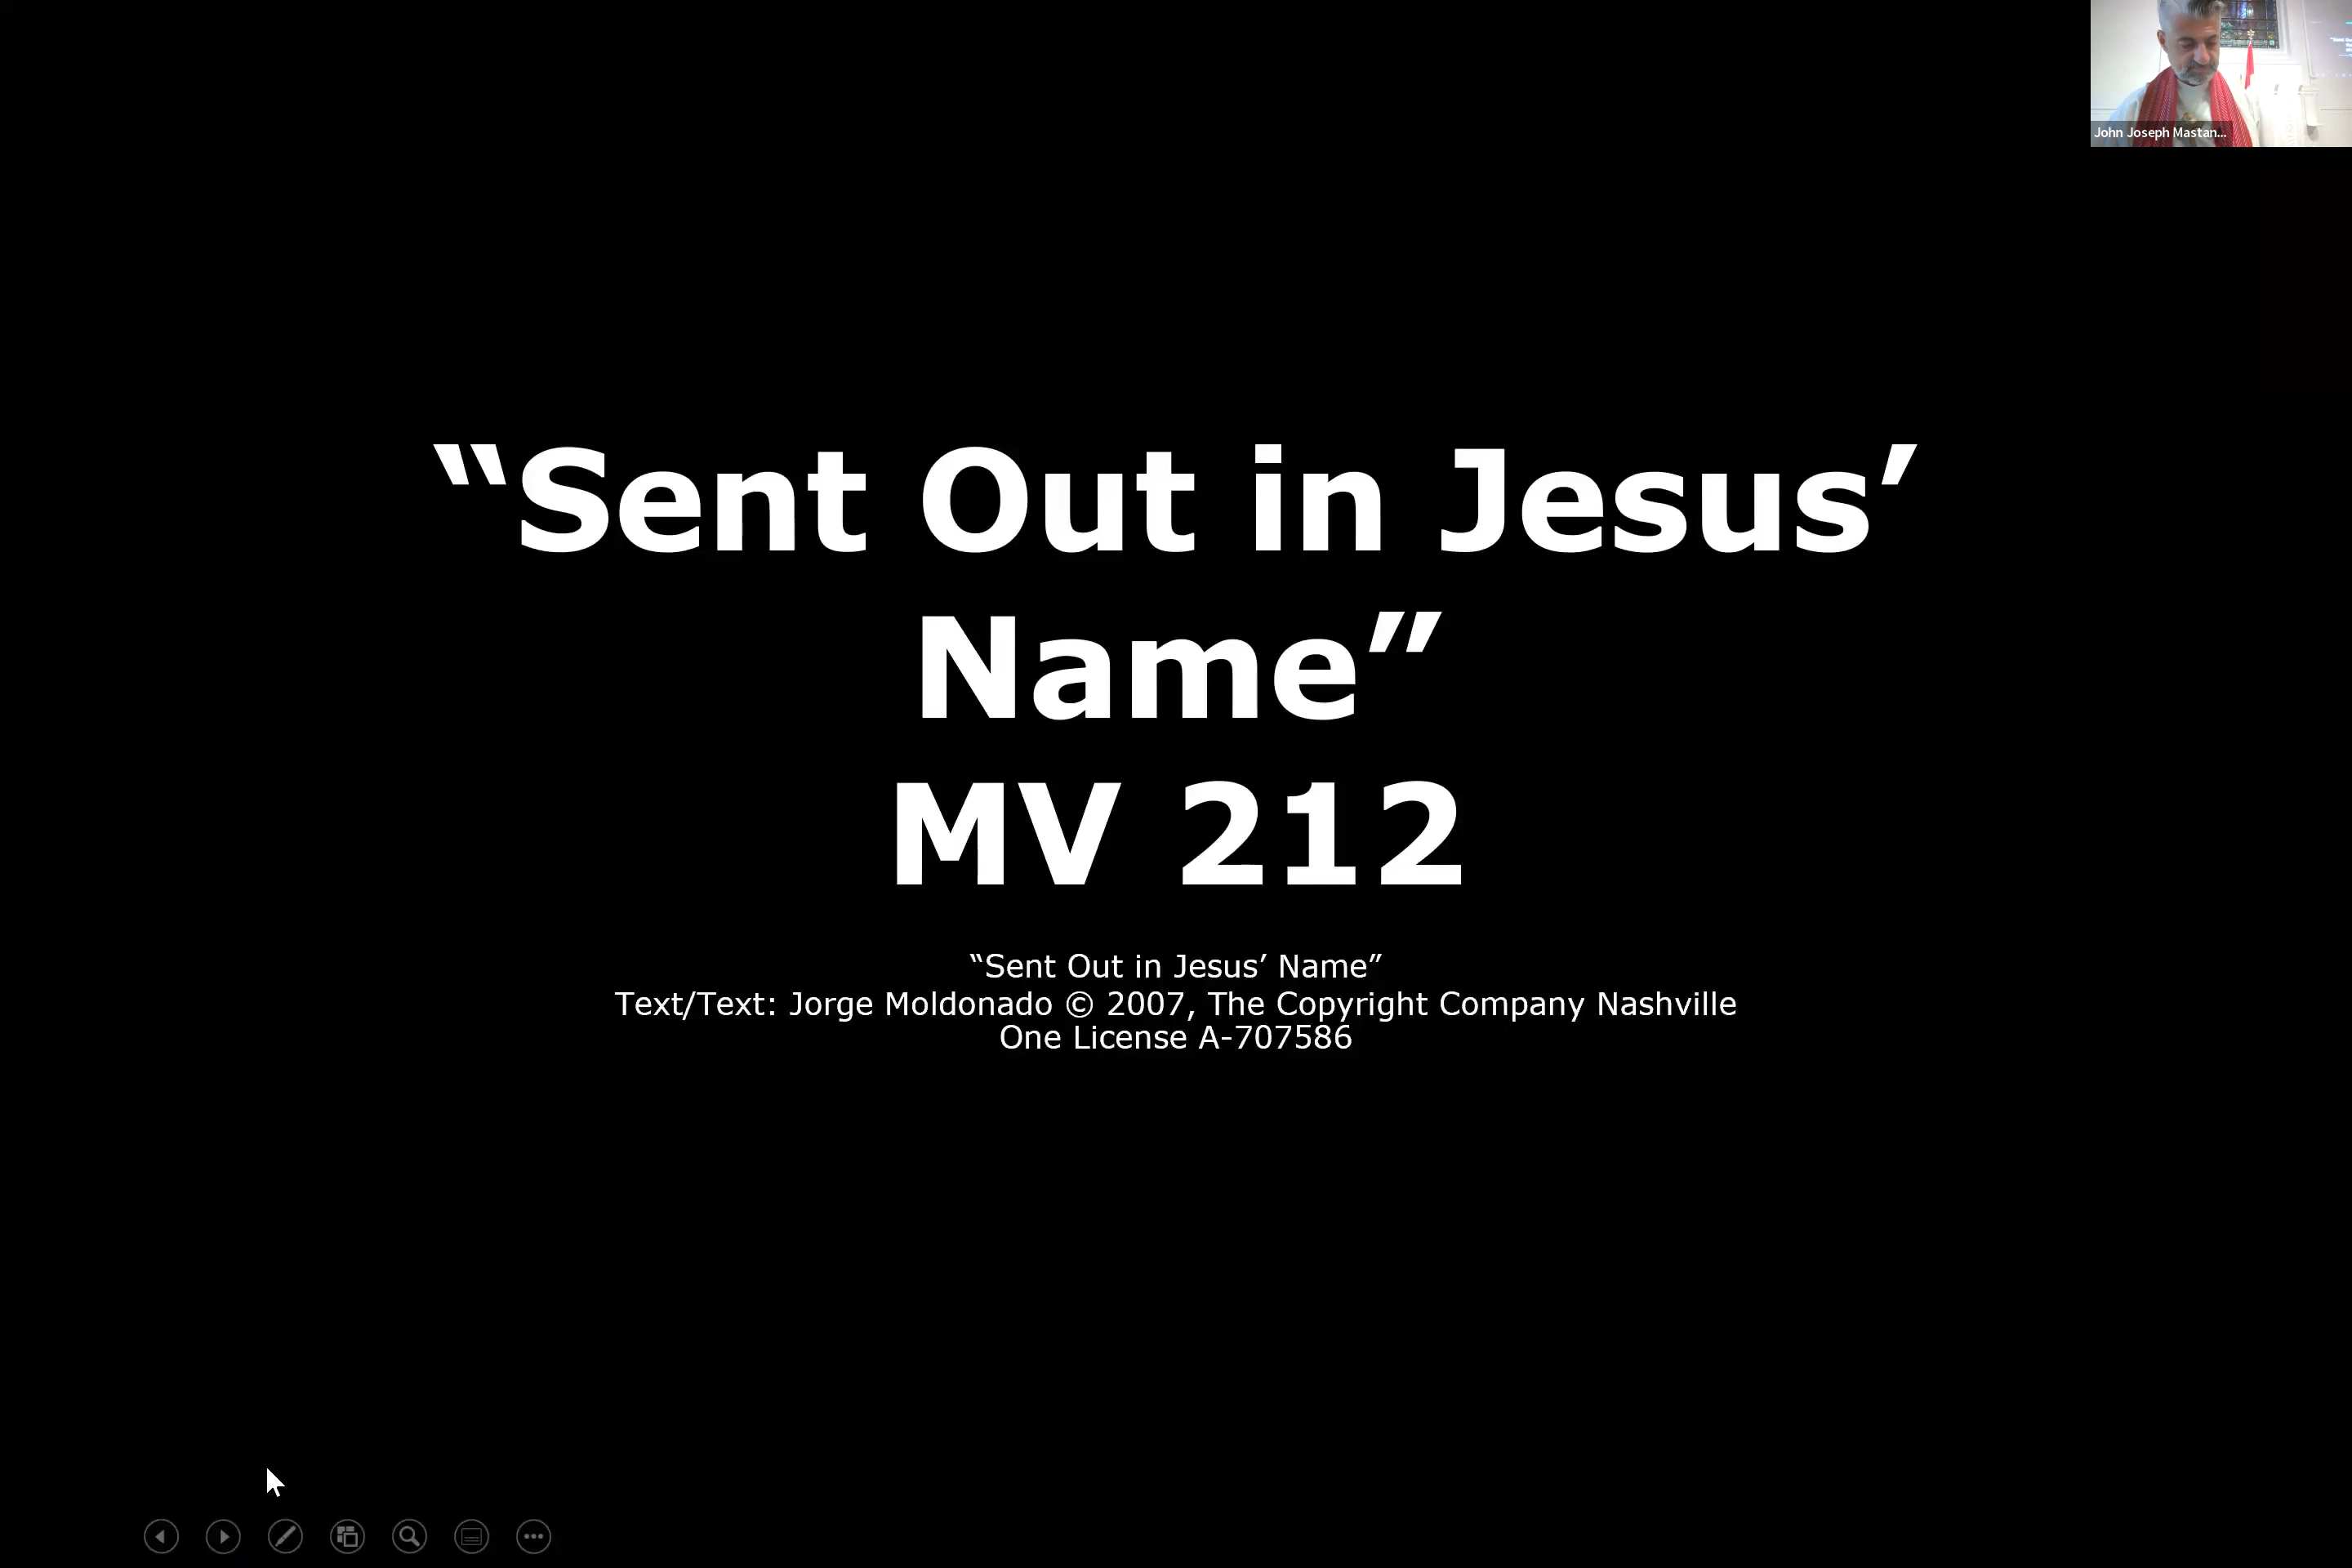 John Joseph Mastan...
“Sent Out in Jesus’
Name”
MV 212
“Sent Out in Jesus’ Name”
Text/Text: Jorge Moldonado © 2007, The Copyright Company Nashville
One License A-707586